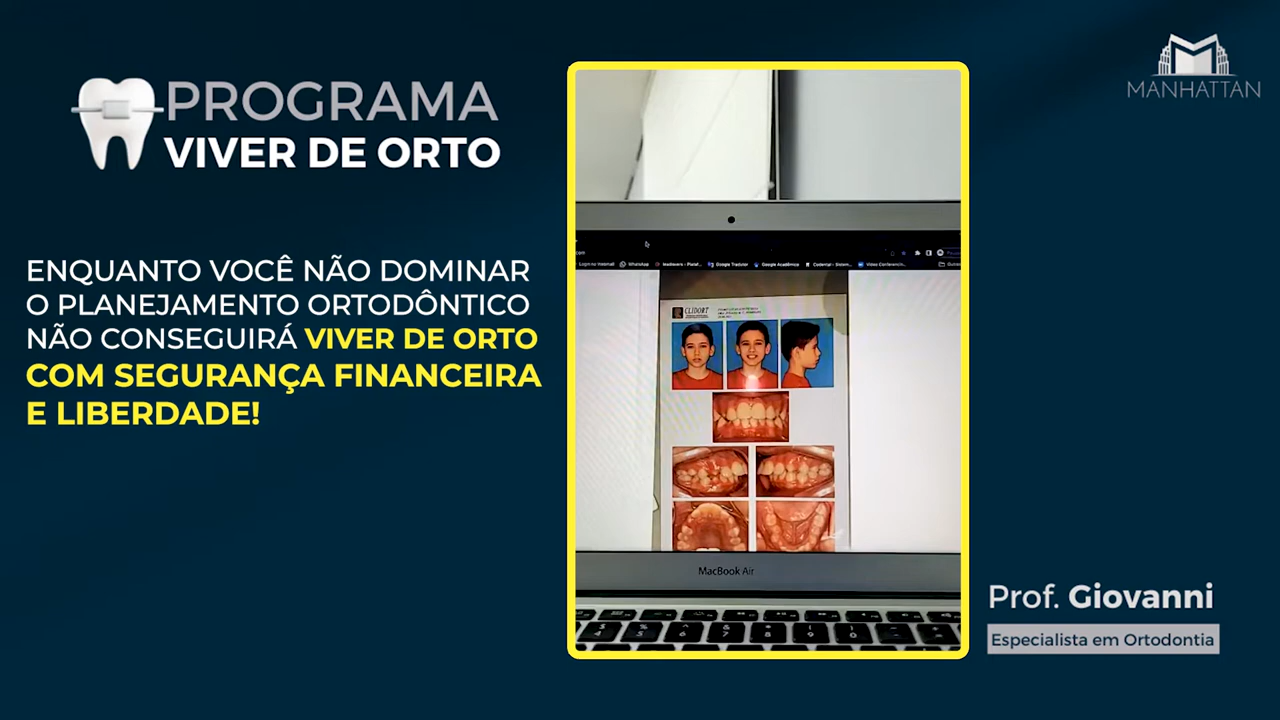 PROGRAMA
VIVER DE ORTO
MANHATTAN
ENQUANTO VOCÊ NÃO DOMINAR
O PLANEJAMENTO ORTODÔNTICO
NÃO CONSEGUIRÁ VIVER DE ORTO
COM SEGURANÇA FINANCEIRA
E LIBERDADE!
WhatsApp
Google Tradutor
Google Acadêmico
CLIDORT
MacBook Air
Prof. Giovanni
Especialista em Ortodontia